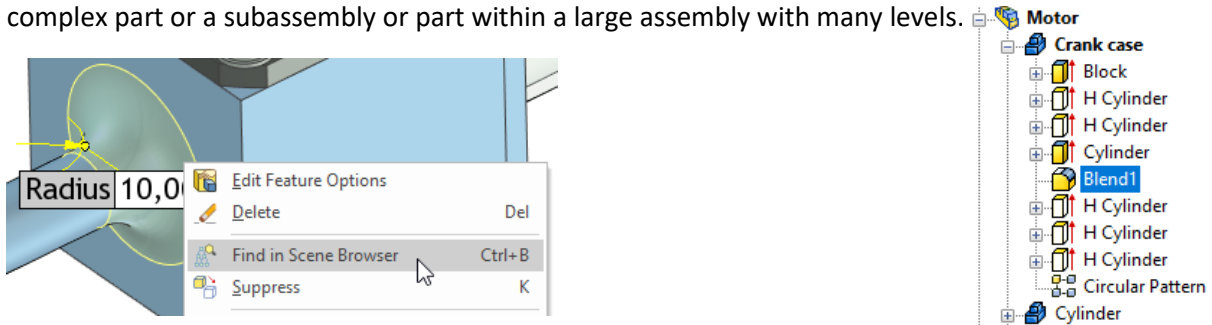 complex part or a subassembly or part within a large assembly with many levels.
Radius 10,0
Edit Feature Options
Delete Del
Find in Scene Browser Ctrl+B
Suppress K
Motor
Crank case
Block
H Cylinder
H Cylinder
Cylinder
Blend1
H Cylinder
H Cylinder
H Cylinder
Circular Pattern
Cylinder